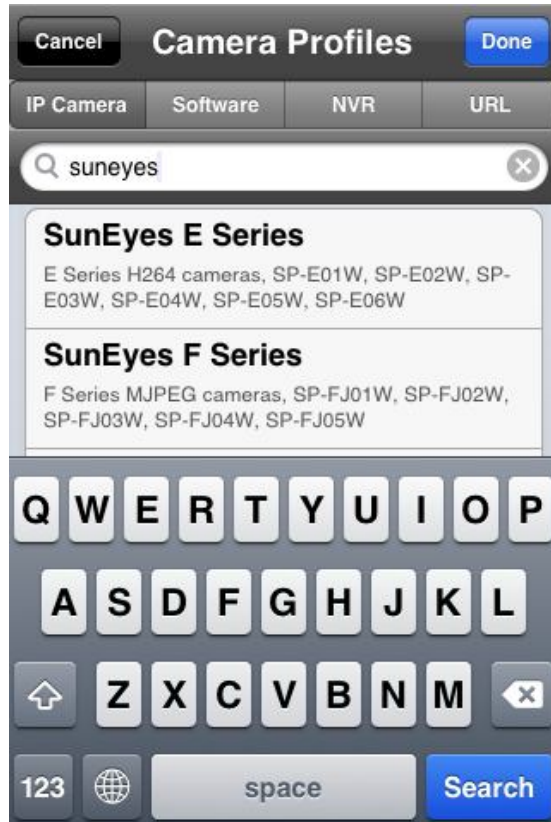 Cancel Camera Profiles Done
IP Camera Software NVR URL
suneyes
SunEyes E Series
E Series H264 cameras, SP-E01W, SP-E02W, SP-
E03W, SP-E04W, SP-E05W, SP-E06W
SunEyes F Series
F Series MJPEG cameras, SP-FJ01W, SP-FJ02W,
SP-FJ03W, SP-FJ04W, SP-FJ05W
Q W E R T Y U I O P
A S D F G H J K L
Z X C V B N M
123 space Search